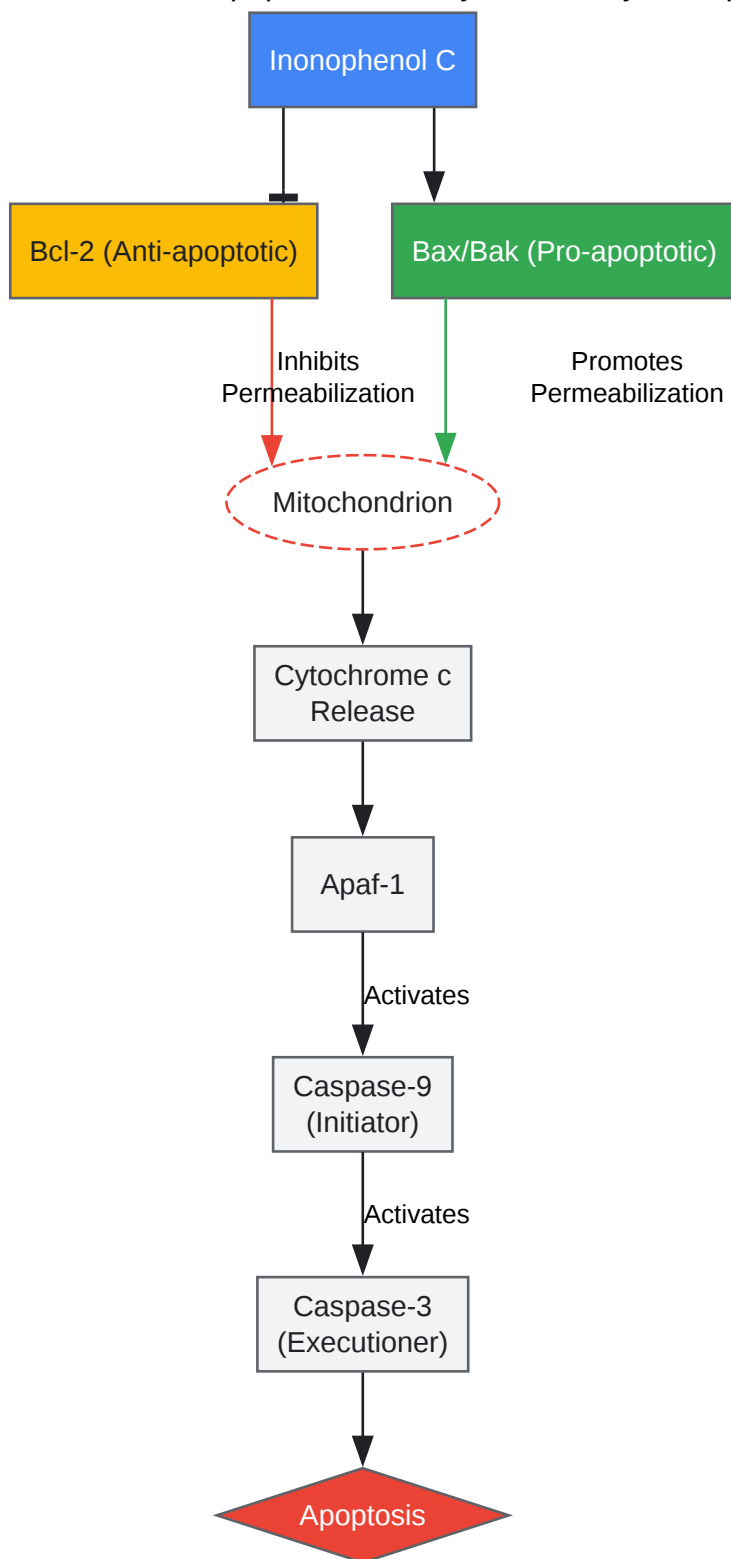 Inonophenol C
Bcl-2 (Anti-apoptotic)
Bax/Bak (Pro-apoptotic)
Inhibits
Permeabilization
Promotes
Permeabilization
Mitochondrion
Cytochrome c
Release
Apaf-1
Activates
Caspase-9
(Initiator)
Activates
Caspase-3
(Executioner)
Apoptosis